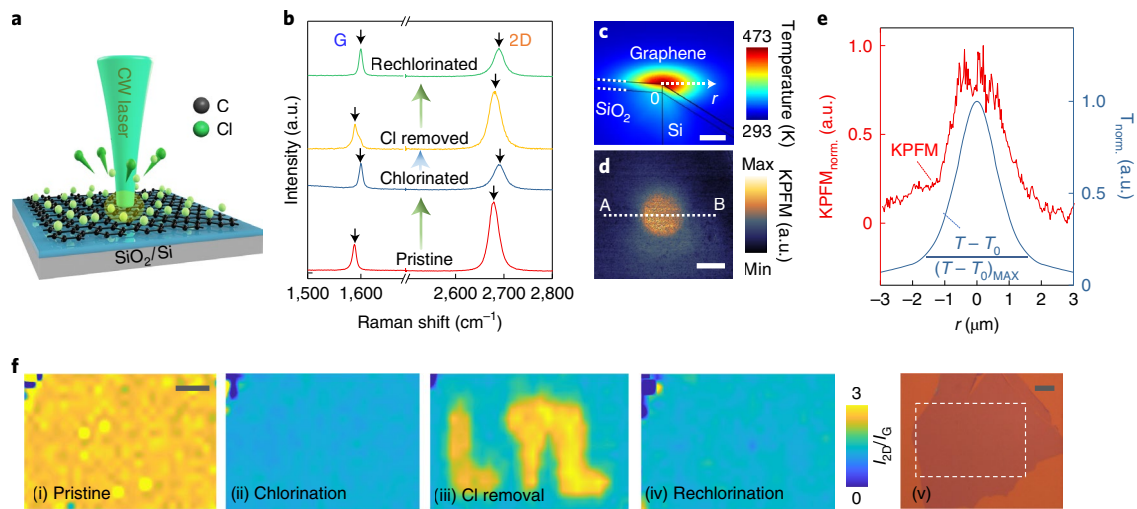 a
CW laser
C
Cl
SiO2/Si
b
G
2D
Rechlorinated
Cl removed
Chlorinated
Pristine
Intensity (a.u.)
1,500 1,600 2,600 2,700 2,800
Raman shift (cm−1)
c
Graphene
SiO2
0
r
Si
473
293
Temperature (K)
d
A
B
Max
Min
KPFM (a.u.)
e
1.0
0.5
0
KPFMnorm. (a.u.)
KPFM
T − T0
(T − T0)MAX
1.0
0.5
0
Tnorm. (a.u.)
−3 −2 −1 0 1 2 3
r (μm)
f
(i) Pristine
(ii) Chlorination
(iii) Cl removal
(iv) Rechlorination
3
0
I2D/IG
(v)